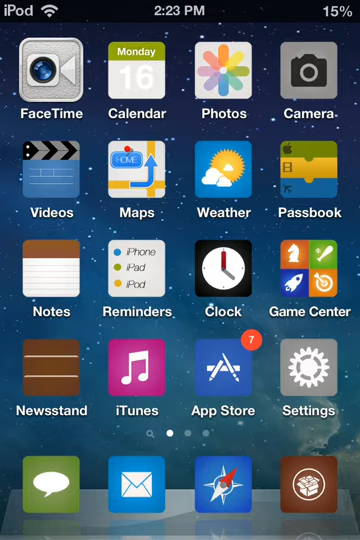 iPod 2:23 PM 15%
Monday
16
FaceTime Calendar Photos Camera
HOME
Videos Maps Weather Passbook
iPhone
iPad
iPod
Notes Reminders Clock Game Center
7
Newsstand iTunes App Store Settings